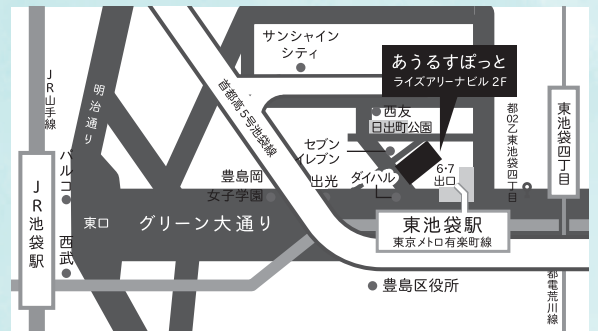 サンシャイン
シティ
あうるすぽっと
ライズアリーナビル 2F
JR山手線
明治通り
首都高5号池袋線
西友
日出町公園
都02乙東池袋四丁目
東池袋四丁目
セブン
イレブン
ダイハツ
6・7
出口
パルコ
豊島岡
女子学園
出光
JR池袋駅
東口
グリーン大通り
東池袋駅
東京メトロ有楽町線
西武
豊島区役所
都電荒川線